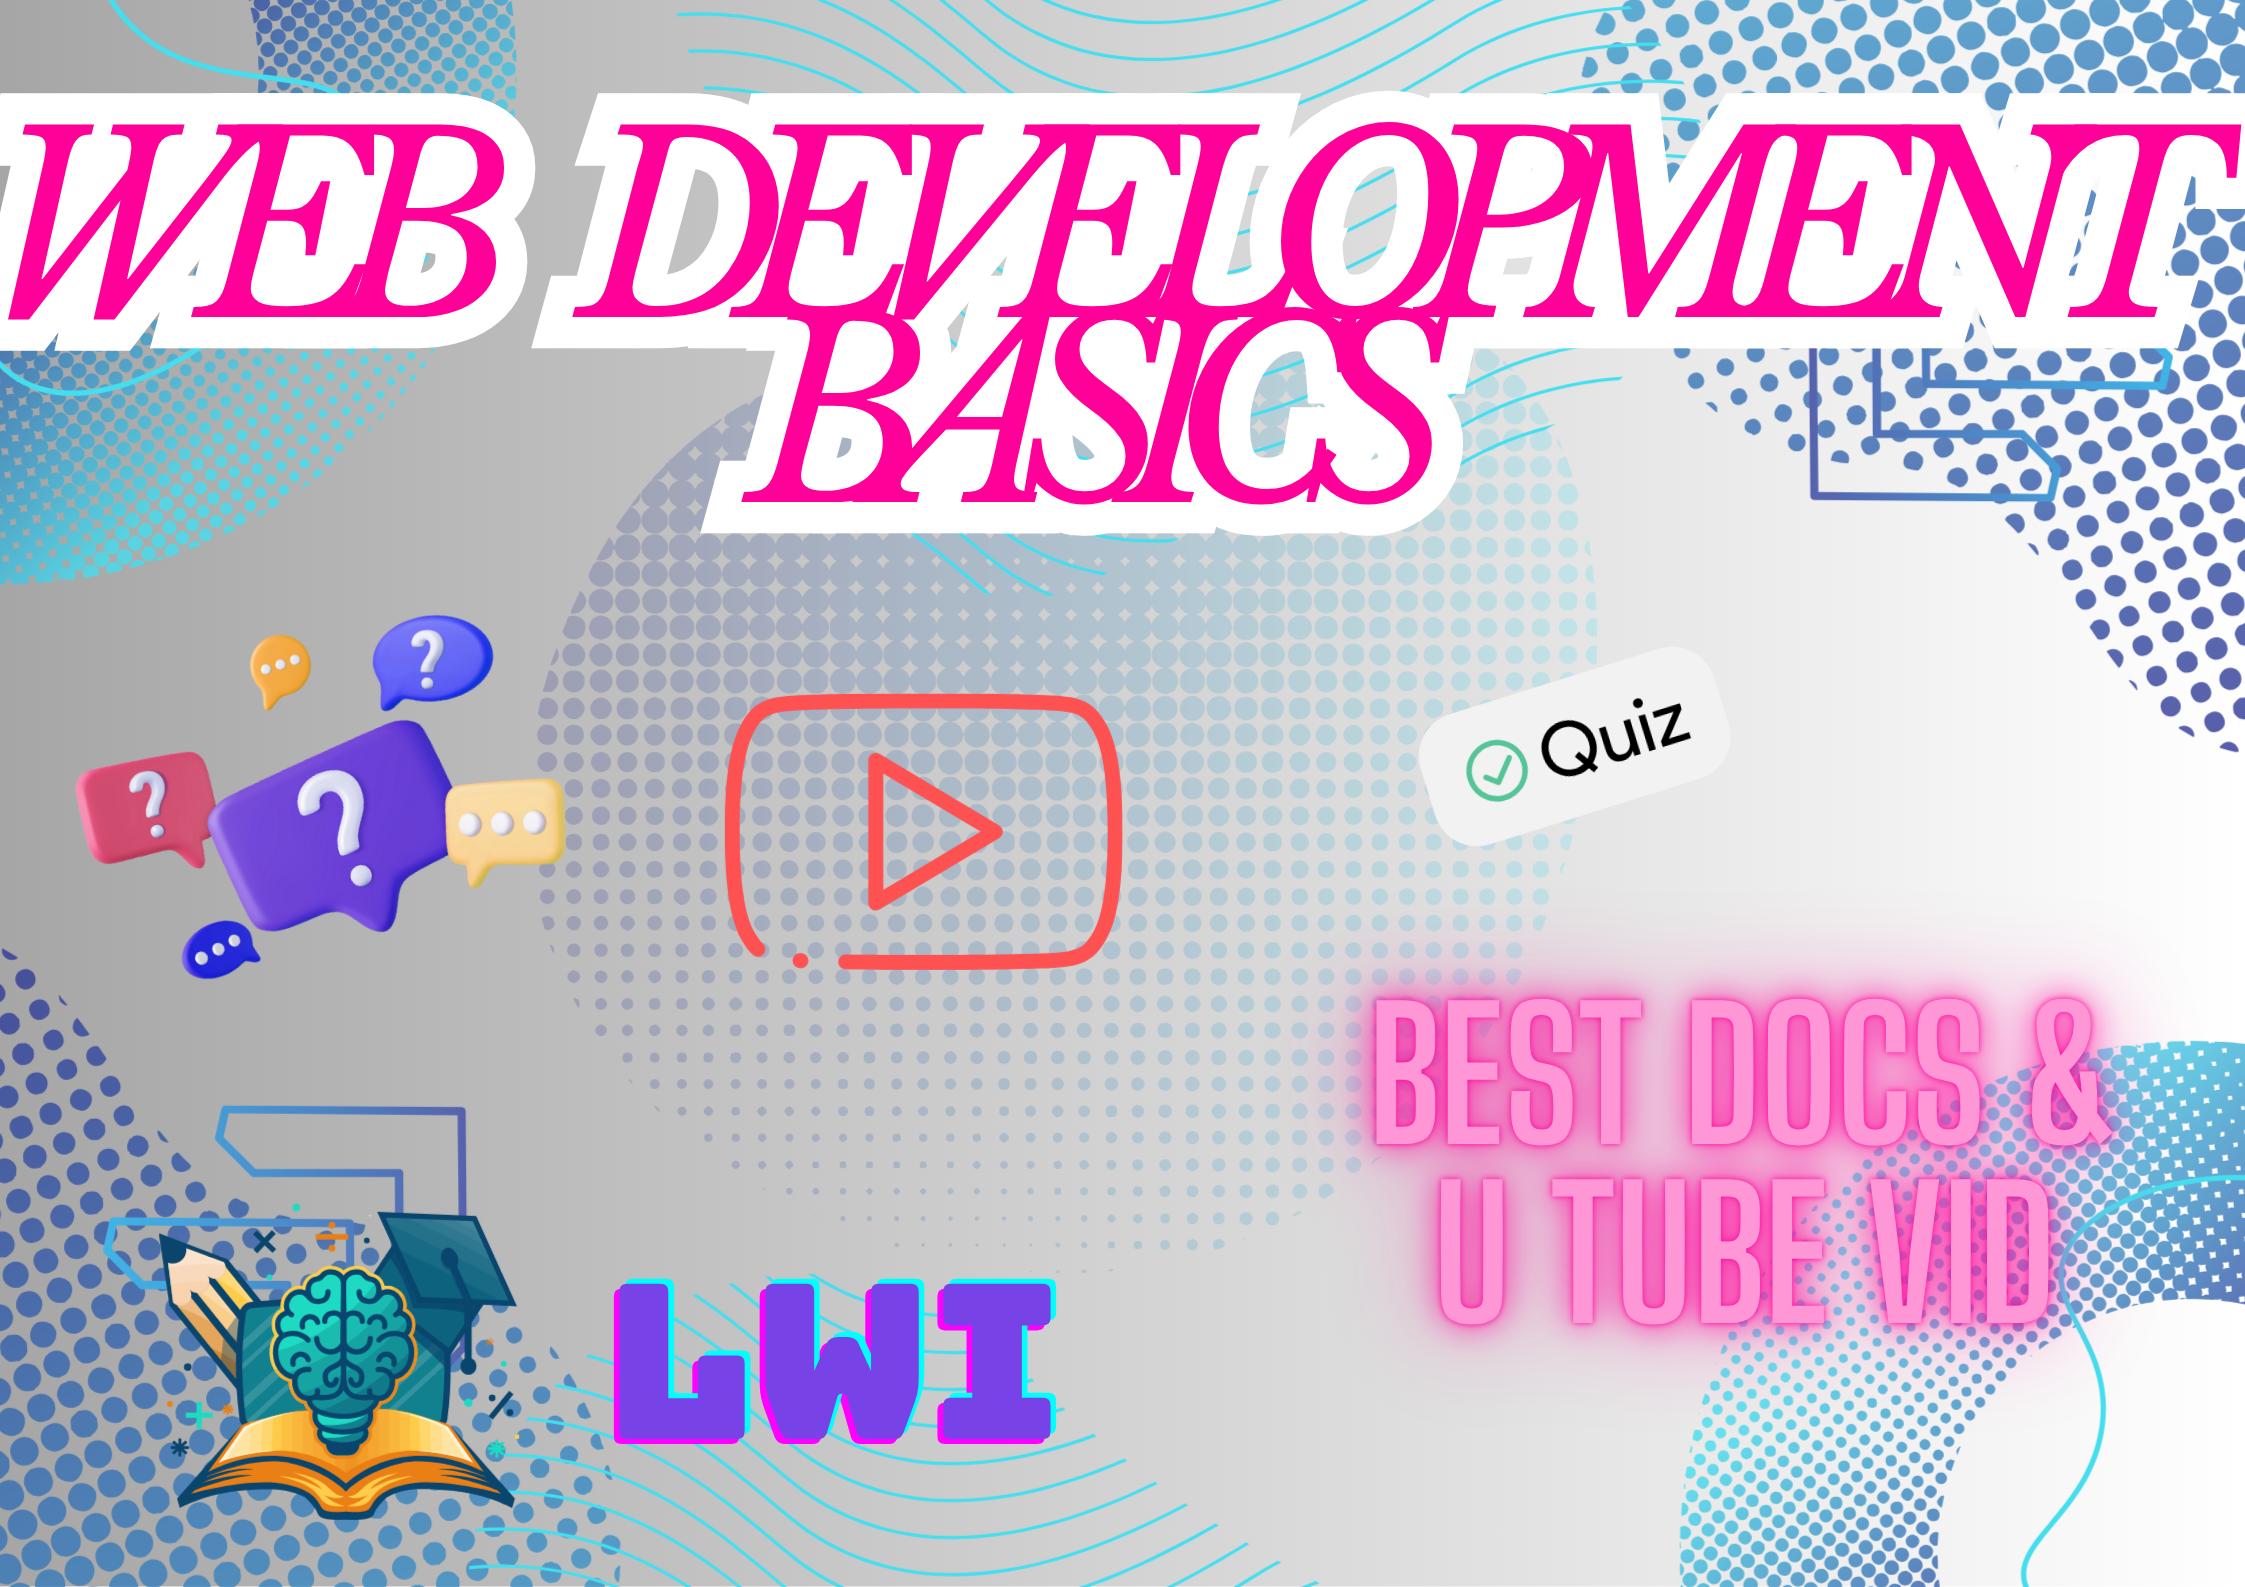 WEB DEVELOPMENT
BASICS
? 
?
?
Quiz
BEST DOCS &
U TUBE VID
LWI